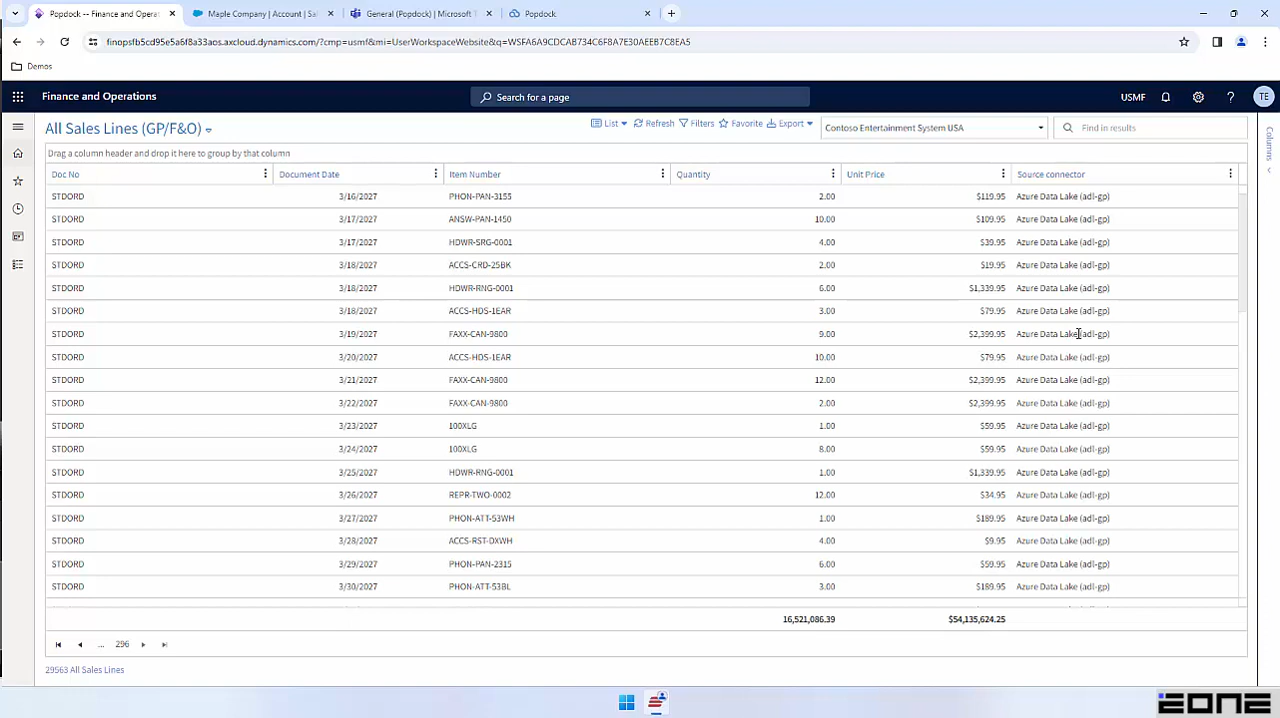 Popdock -- Finance and Opera
Maple Company | Account | Sal
General (Popdock) | Microsoft
Popdock
finopsfb5cd95e5a6f8a33aos.axcloud.dynamics.com/?cmp=usmf&mi=UserWorkspaceWebsite&q=WSFA6A9CDCAB734C6F8A7E30AEEB7C8EA5
Demos
Finance and Operations
Search for a page
USMF
TE
All Sales Lines (GP/F&O)
List
Refresh
Filters
Favorite
Export
Contoso Entertainment System USA
Find in results
Columns
Drag a column header and drop it here to group by that column
Doc No Document Date Item Number Quantity Unit Price Source connector
STDORD 3/16/2027 PHON-PAN-3155 2.00 $119.95 Azure Data Lake (adl-gp)
STDORD 3/17/2027 ANSW-PAN-1450 10.00 $109.95 Azure Data Lake (adl-gp)
STDORD 3/17/2027 HDWR-SRG-0001 4.00 $39.95 Azure Data Lake (adl-gp)
STDORD 3/18/2027 ACCS-CRD-25BK 2.00 $19.95 Azure Data Lake (adl-gp)
STDORD 3/18/2027 HDWR-RNG-0001 6.00 $1,339.95 Azure Data Lake (adl-gp)
STDORD 3/18/2027 ACCS-HDS-1EAR 3.00 $79.95 Azure Data Lake (adl-gp)
STDORD 3/19/2027 FAXX-CAN-9800 9.00 $2,399.95 Azure Data Lake (adl-gp)
STDORD 3/20/2027 ACCS-HDS-1EAR 10.00 $79.95 Azure Data Lake (adl-gp)
STDORD 3/21/2027 FAXX-CAN-9800 12.00 $2,399.95 Azure Data Lake (adl-gp)
STDORD 3/22/2027 FAXX-CAN-9800 2.00 $2,399.95 Azure Data Lake (adl-gp)
STDORD 3/23/2027 100XLG 1.00 $59.95 Azure Data Lake (adl-gp)
STDORD 3/24/2027 100XLG 8.00 $59.95 Azure Data Lake (adl-gp)
STDORD 3/25/2027 HDWR-RNG-0001 1.00 $1,339.95 Azure Data Lake (adl-gp)
STDORD 3/26/2027 REPR-TWO-0002 12.00 $34.95 Azure Data Lake (adl-gp)
STDORD 3/27/2027 PHON-ATT-53WH 1.00 $189.95 Azure Data Lake (adl-gp)
STDORD 3/28/2027 ACCS-RST-DXWH 4.00 $9.95 Azure Data Lake (adl-gp)
STDORD 3/29/2027 PHON-PAN-2315 6.00 $59.95 Azure Data Lake (adl-gp)
STDORD 3/30/2027 PHON-ATT-53BL 3.00 $189.95 Azure Data Lake (adl-gp)
16,521,086.39 $54,135,624.25
... 296
29563 All Sales Lines
eone